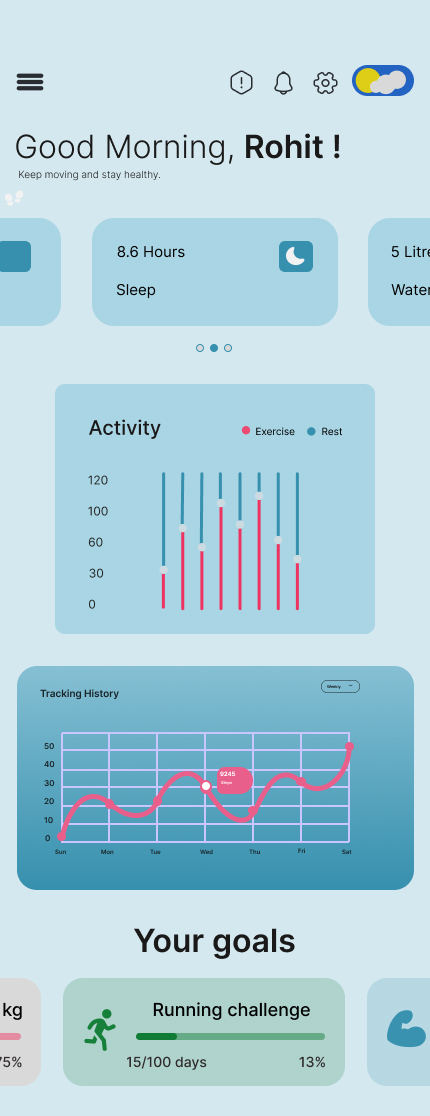 Good Morning, Rohit !
Keep moving and stay healthy.
8.6 Hours
Sleep
5 Litre
Water
Activity
Exercise
Rest
120
100
60
30
0
Tracking History
Weekly
50
40
30
20
10
0
9245
Steps
Sun Mon Tue Wed Thu Fri Sat
Your goals
kg
75%
Running challenge
15/100 days 13%